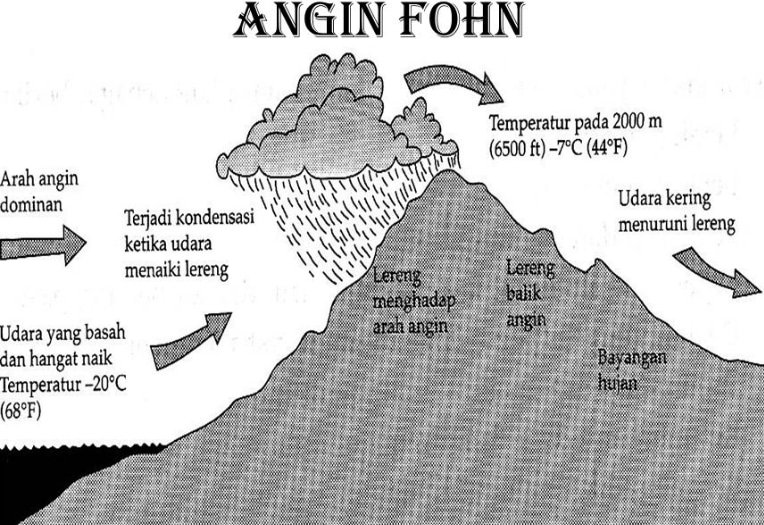 ANGIN FOHN
Temperatur pada 2000 m
(6500 ft) –7°C (44°F)
Arah angin
dominan
Terjadi kondensasi
ketika udara
menaiki lereng
Udara kering
menuruni lereng
Lereng
menghadap
arah angin
Lereng
balik
angin
Udara yang basah
dan hangat naik
Temperatur –20°C
(68°F)
Bayangan
hujan